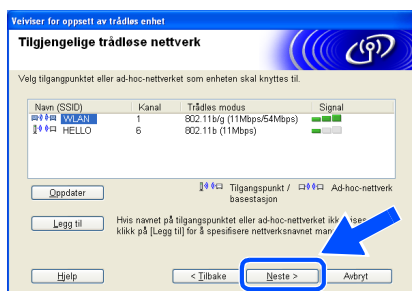 Veiviser for oppsett av trådløs enhet
Tilgjengelige trådløse nettverk
Velg tilgangpunktet eller ad-hoc-nettverket som enheten skal knyttes til.
Navn (SSID) Kanal Trådløs modus Signal
WLAN 1 802.11b/g (11Mbps/54Mbps)
HELLO 6 802.11b (11Mbps)
Oppdater
Tilgangspunkt / basestasjon
Ad-hoc-nettverk
Legg til
Hvis navnet på tilgangpunktet eller ad-hoc-nettverket ikke
klikk på [Legg til] for å spesifisere nettverksnavnet
Hjelp < Tilbake Neste > Avbryt